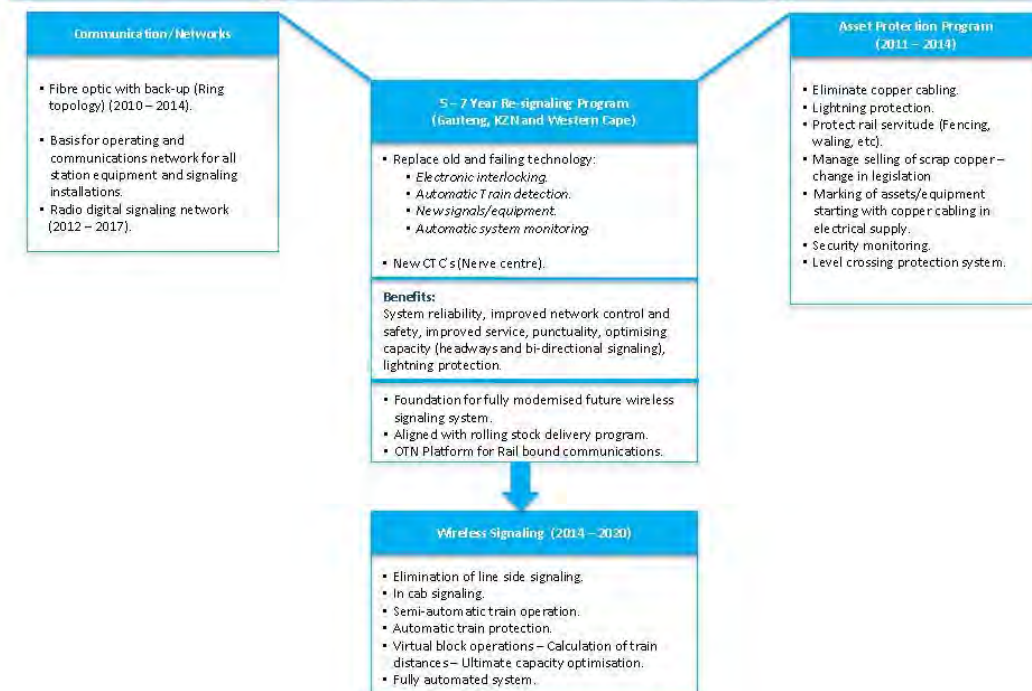 Communication/Networks
• Fibre optic with back-up (Ring
topology) (2010 – 2014).
• Basis for operating and
communications network for all
station equipment and signaling
installations.
• Radio digital signaling network
(2012 – 2017).
5 – 7 Year Re-signaling Program
(Gauteng, KZN and Western Cape)
• Replace old and failing technology:
• Electronic interlocking.
• Automatic Train detection.
• New signals/equipment.
• Automatic system monitoring
• New CTC's (Nerve centre).
Benefits:
System reliability, improved network control and
safety, improved service, punctuality, optimising
capacity (headways and bi-directional signaling),
lightning protection.
• Foundation for fully modernised future wireless
signaling system.
• Aligned with rolling stock delivery program.
• OTN Platform for Rail bound communications.
Asset Protection Program
(2011 – 2014)
• Eliminate copper cabling.
• Lightning protection.
• Protect rail servitude (Fencing,
waling, etc).
• Manage selling of scrap copper –
change in legislation
• Marking of assets/equipment
starting with copper cabling in
electrical supply.
• Security monitoring.
• Level crossing protection system.
Wireless Signaling (2014 – 2020)
• Elimination of line side signaling.
• In cab signaling.
• Semi-automatic train operation.
• Automatic train protection.
• Virtual block operations – Calculation of train
distances – Ultimate capacity optimisation.
• Fully automated system.